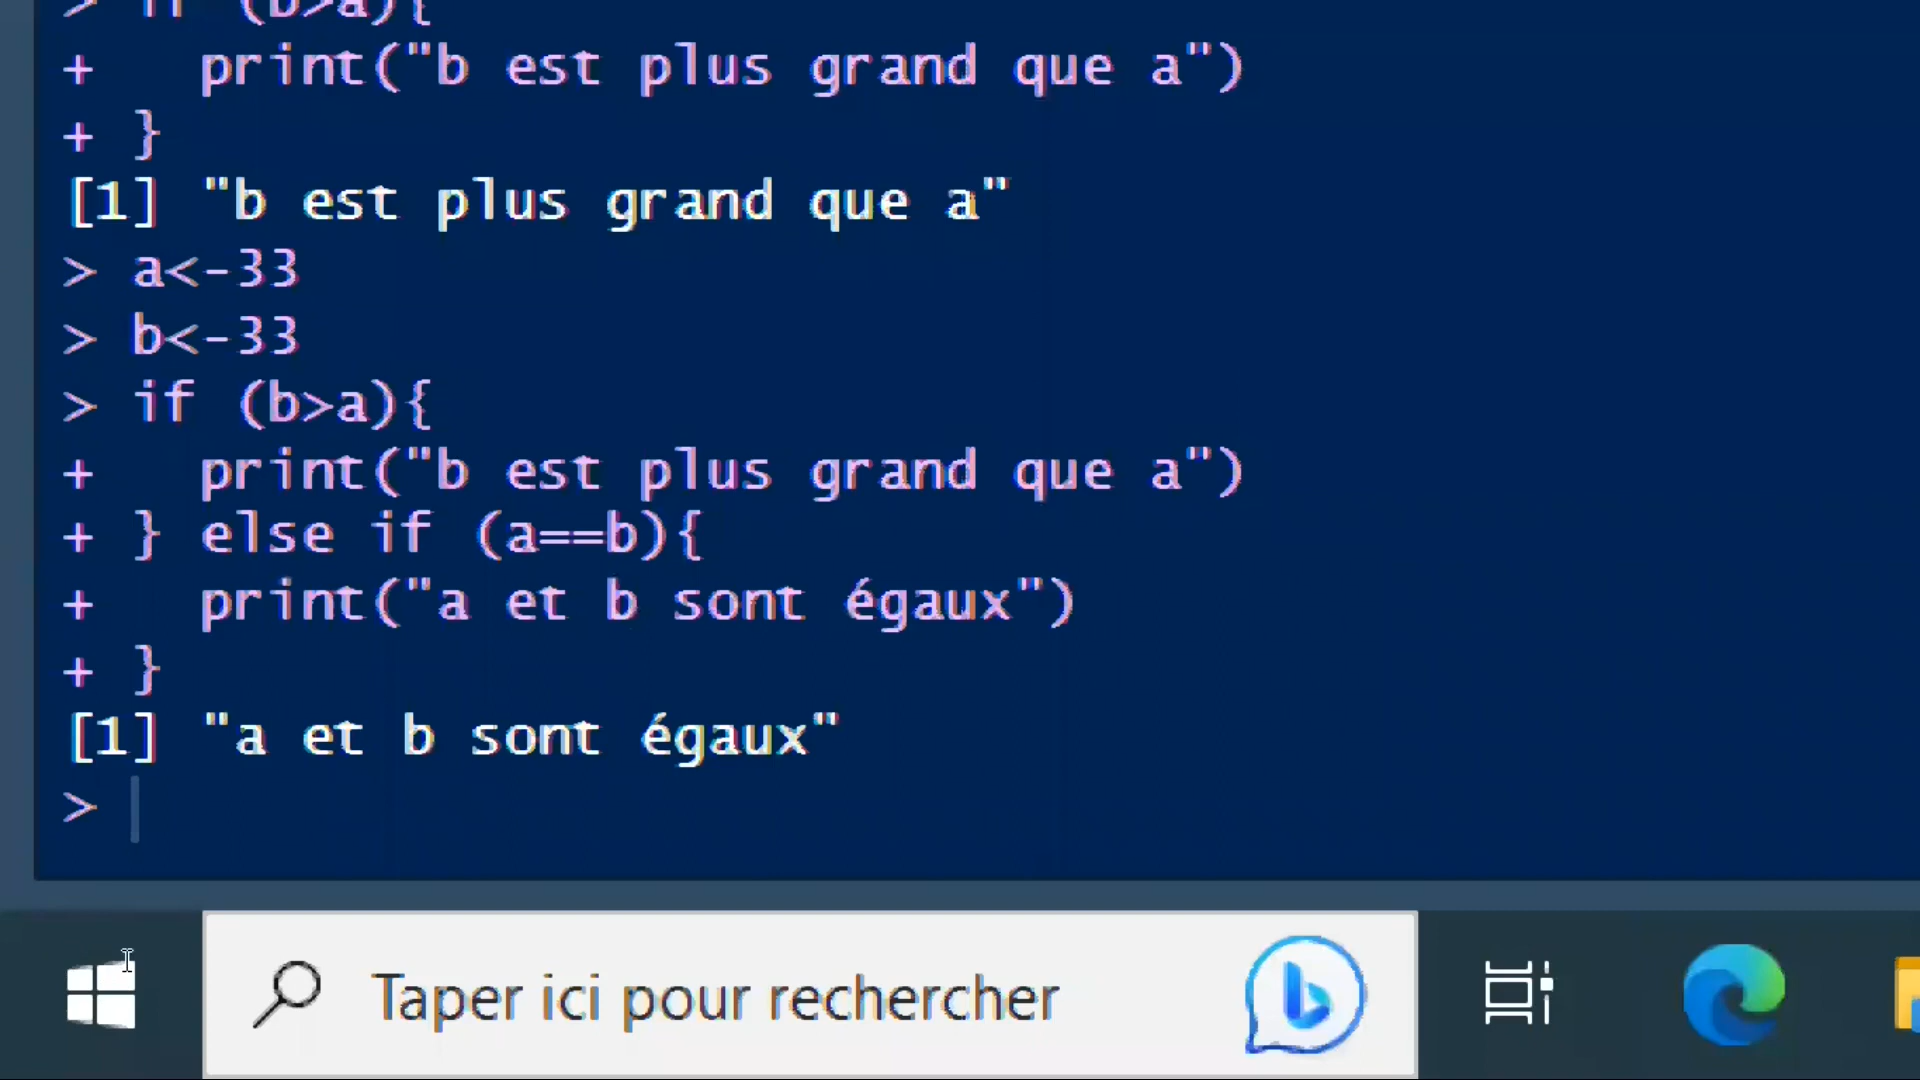 > if (b>a){
+   print("b est plus grand que a")
+ }
[1] "b est plus grand que a"
> a<-33
> b<-33
> if (b>a){
+   print("b est plus grand que a")
+ } else if (a==b){
+   print("a et b sont égaux")
+ }
[1] "a et b sont égaux"
>
Taper ici pour rechercher